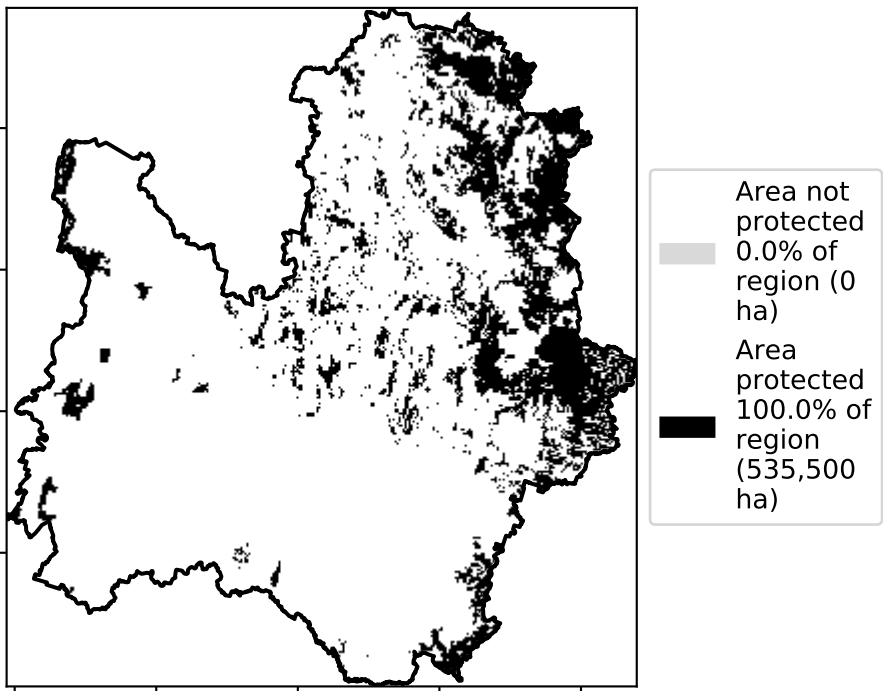 Area not
protected
0.0% of
region (0
ha)
Area
protected
100.0% of
region
(535,500
ha)